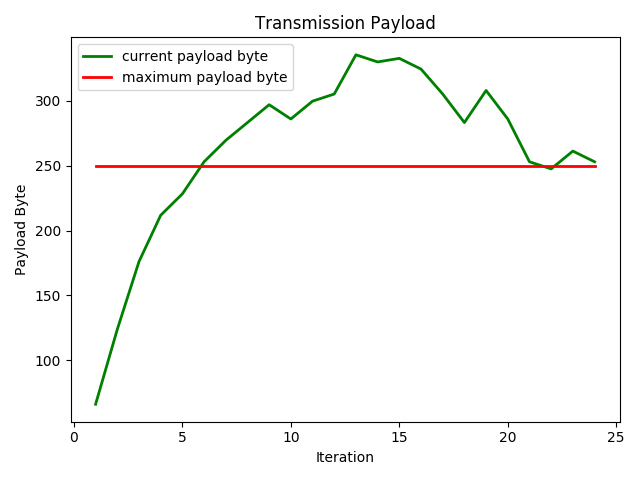 Transmission Payload
current payload byte
maximum payload byte
Payload Byte
300
250
200
150
100
0
5
10
15
20
25
Iteration